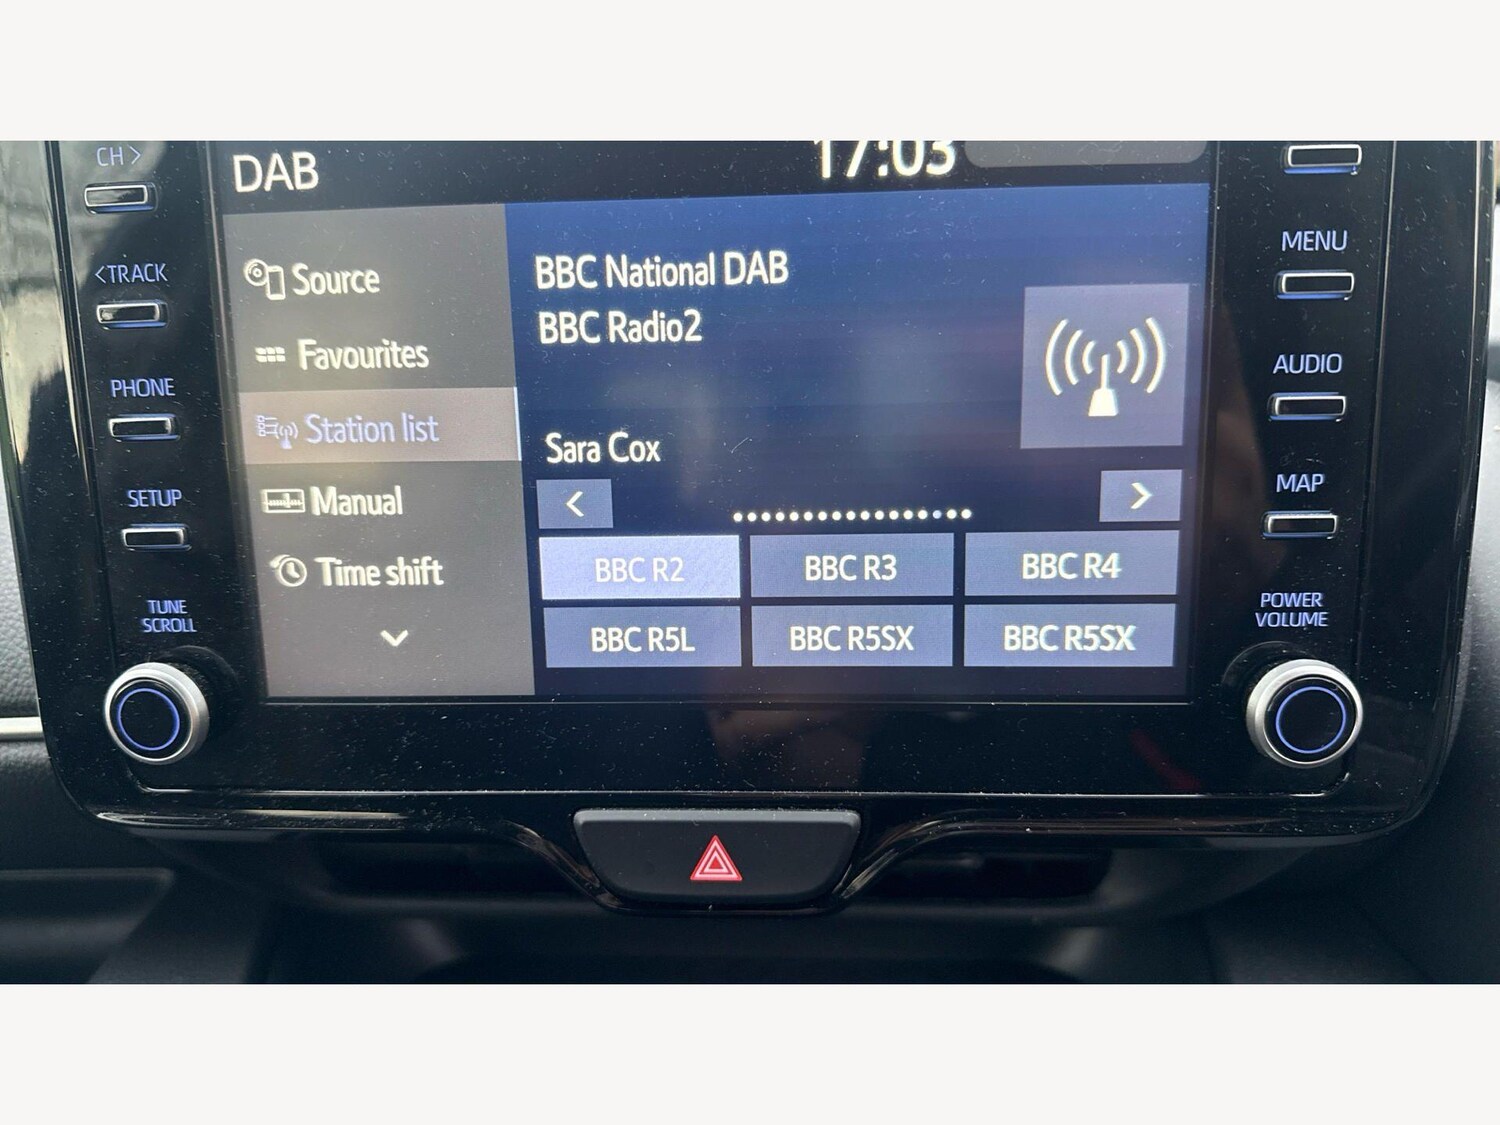 CH >
DAB
17:03
<TRACK
PHONE
SETUP
TUNE
SCROLL
Source
Favourites
Station list
Manual
Time shift
BBC National DAB
BBC Radio2
Sara Cox
<
>
BBC R2
BBC R3
BBC R4
BBC R5L
BBC R5SX
BBC R5SX
MENU
AUDIO
MAP
POWER
VOLUME